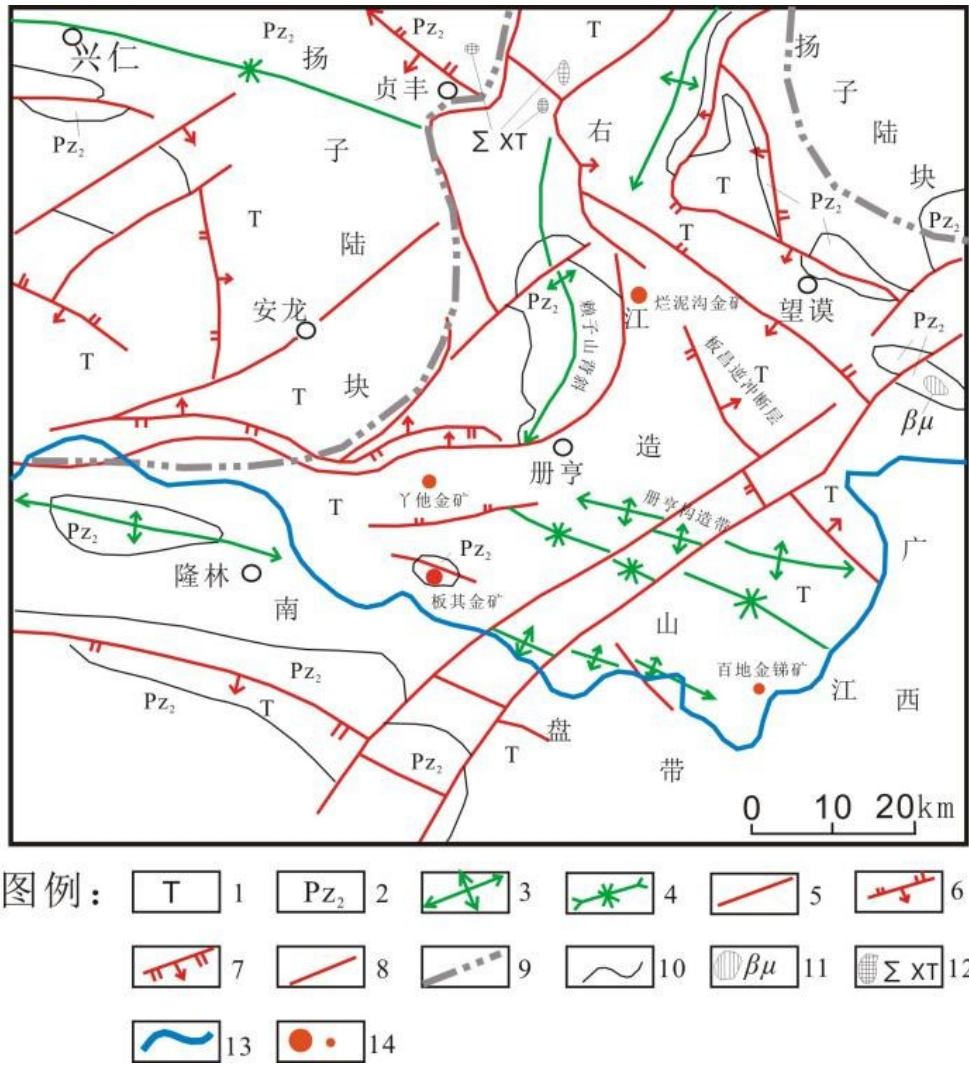 兴仁
Pz₂
扬
Pz₂
贞丰
T
扬
子
陆
块
Pz₂
子
Σ XT
右
T
Pz₂
Pz₂
T
陆
T
安龙
Pz₂
赖子山背斜
烂泥沟金矿
江
望谟
Pz₂
T
T
块
板昌逆冲断层
T
βμ
册亨
造
T
丫他金矿
册亨构造带
T
Pz₂
Pz₂
隆林
板其金矿
T
广
南
山
Pz₂
百地金锑矿
Pz₂
T
江
西
盘
Pz₂
T
带
0 10 20km
图例：
T 1
Pz₂ 2
3
4
5
6
7
8
9
10
βμ 11
Σ XT 12
13
14